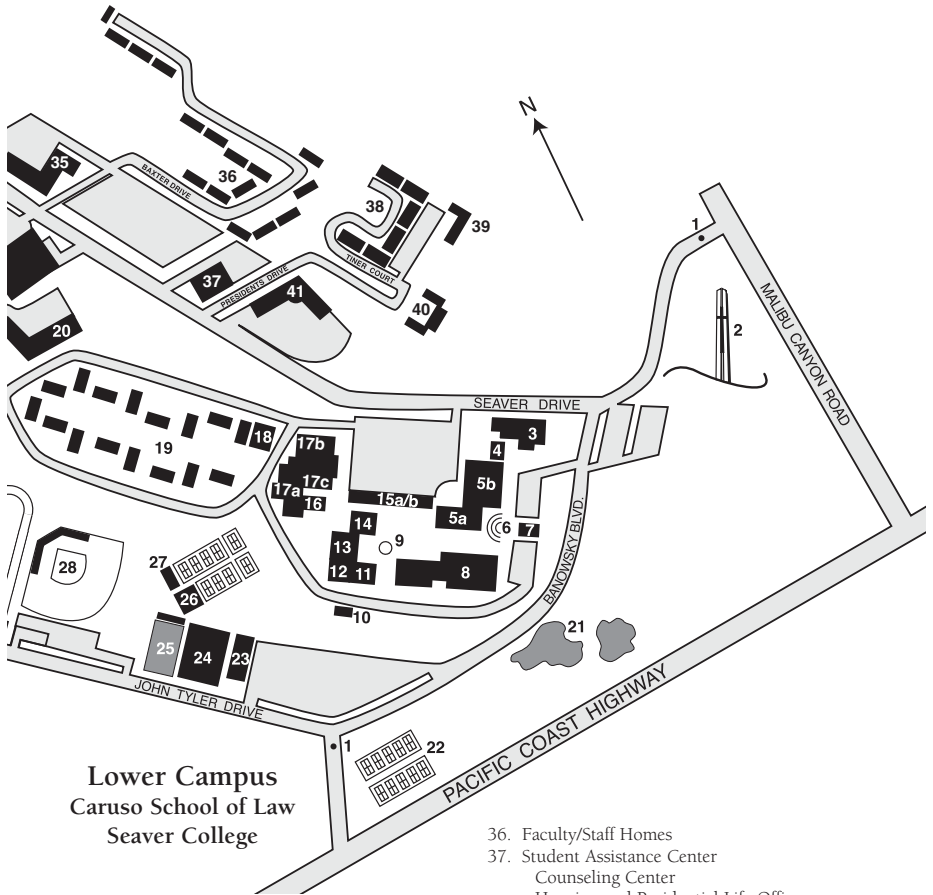 N
35
BAXTER DRIVE
36
38
39
1
37
PRESIDENTS DRIVE
41
TINER COURT
40
MALIBU CANYON ROAD
2
20
SEAVER DRIVE
19
18
17b
3
4
17c
17a
16
15a/b
5b
5a
6
7
14
9
13
12
11
8
BANOWSKY BLVD.
10
27
28
26
25
24
23
21
JOHN TYLER DRIVE
1
22
PACIFIC COAST HIGHWAY
Lower Campus
Caruso School of Law
Seaver College
36. Faculty/Staff Homes
37. Student Assistance Center
Counseling Center